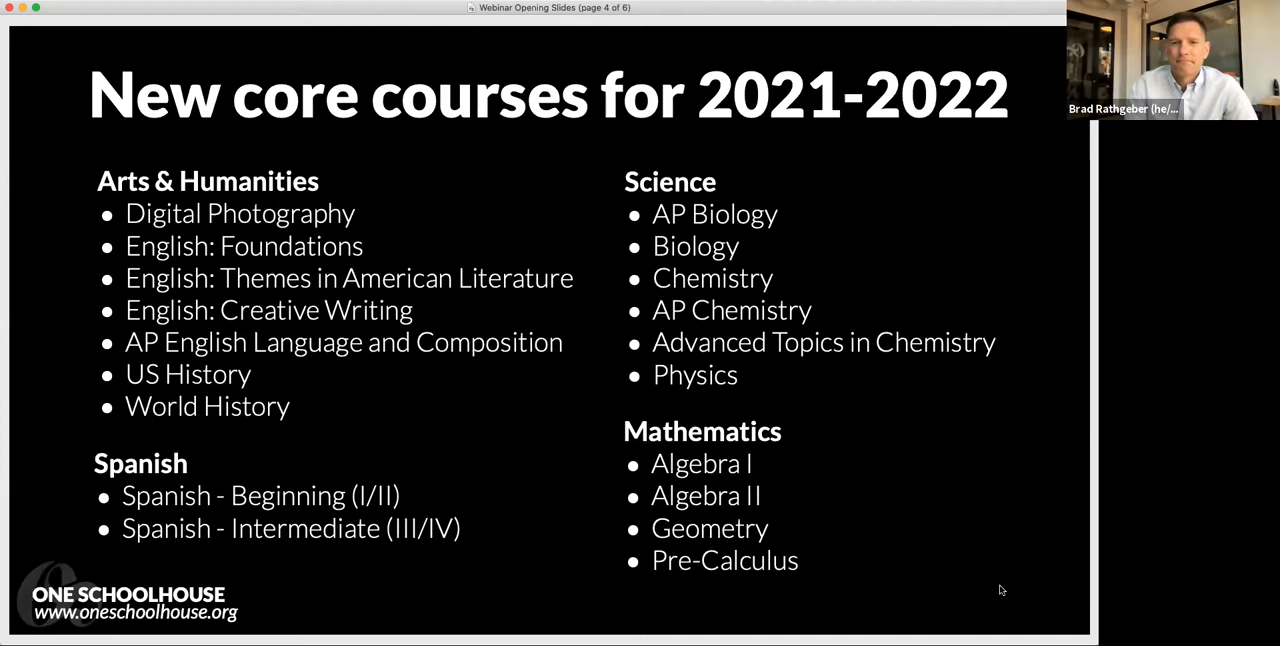 Webinar Opening Slides (page 4 of 6)
New core courses for 2021-2022
Arts & Humanities
• Digital Photography
• English: Foundations
• English: Themes in American Literature
• English: Creative Writing
• AP English Language and Composition
• US History
• World History
Spanish
• Spanish - Beginning (I/II)
• Spanish - Intermediate (III/IV)
Science
• AP Biology
• Biology
• Chemistry
• AP Chemistry
• Advanced Topics in Chemistry
• Physics
Mathematics
• Algebra I
• Algebra II
• Geometry
• Pre-Calculus
ONE SCHOOLHOUSE
www.oneschoolhouse.org
Brad Rathgeber (he/...